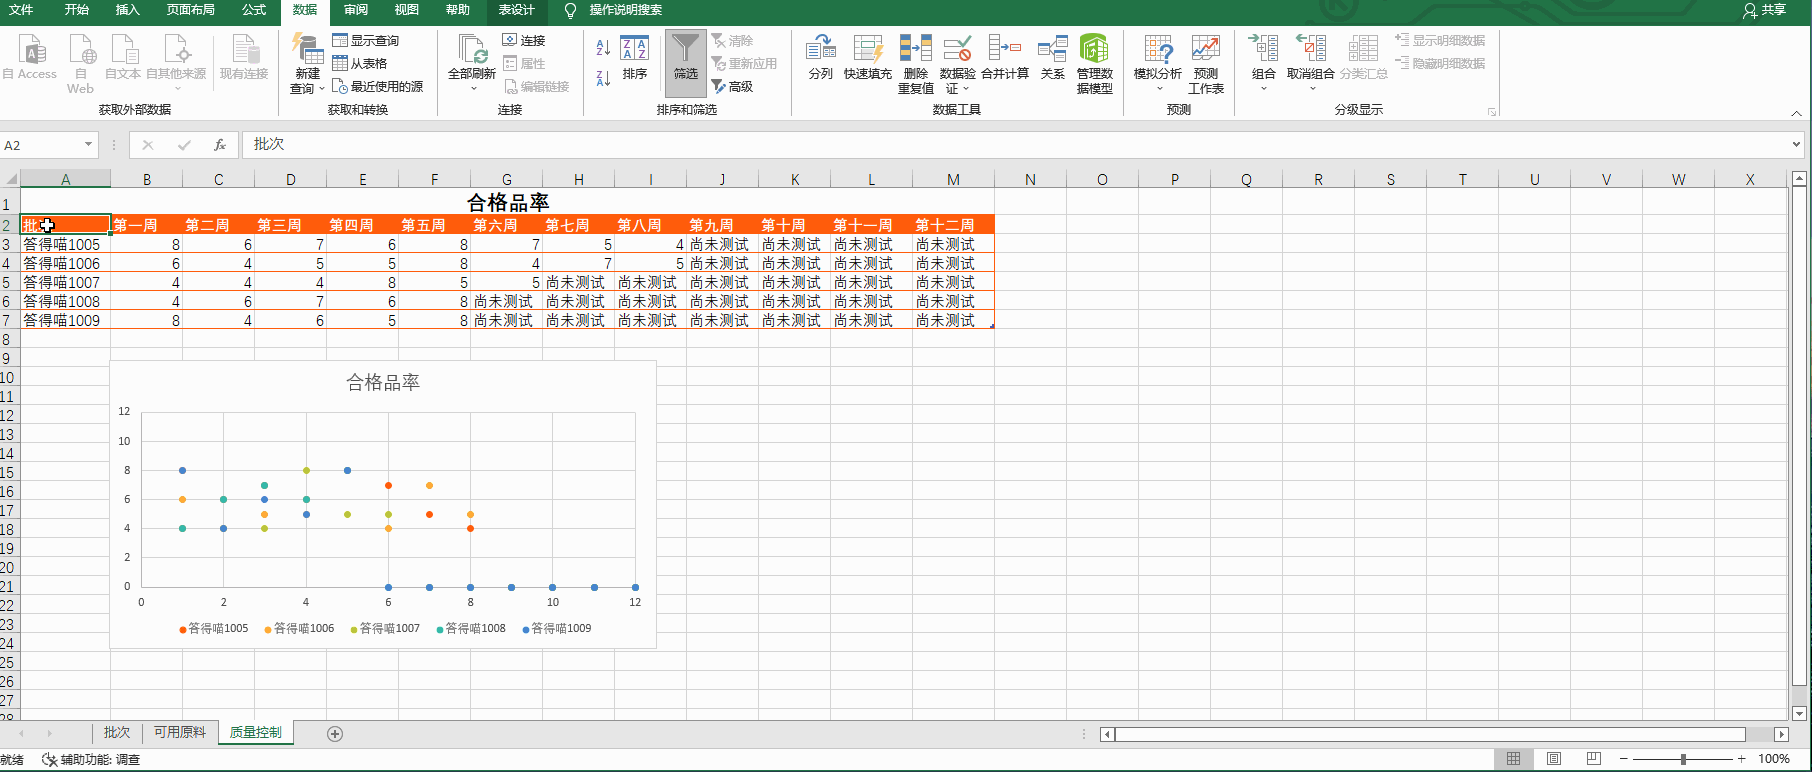 文件 开始 插入 页面布局 公式 数据 审阅 视图 帮助 表设计 操作说明搜索 共享
自 Access 自 Web 自文本 自其他来源 现有连接 新建查询 显示查询 从表格 最近使用的源 全部刷新 连接 属性 编辑链接 排序 筛选 清除 重新应用 高级 分列 快速填充 删除重复值 数据验证 合并计算 关系 管理数据模型 模拟分析 预测工作表 组合 取消组合 分类汇总 显示明细数据 隐藏明细数据
获取外部数据 获取和转换 连接 排序和筛选 数据工具 预测 分级显示
A2 fx 批次
A B C D E F G H I J K L M N O P Q R S T U V W X
1 合格品率
2 批 第一周 第二周 第三周 第四周 第五周 第六周 第七周 第八周 第九周 第十周 第十一周 第十二周
3 答得喵1005 8 6 7 6 8 7 5 4 尚未测试 尚未测试 尚未测试 尚未测试
4 答得喵1006 6 4 5 5 8 4 7 5 尚未测试 尚未测试 尚未测试 尚未测试
5 答得喵1007 4 4 4 8 5 5 尚未测试 尚未测试 尚未测试 尚未测试 尚未测试 尚未测试
6 答得喵1008 4 6 7 6 8 尚未测试 尚未测试 尚未测试 尚未测试 尚未测试 尚未测试 尚未测试
7 答得喵1009 8 4 6 5 8 尚未测试 尚未测试 尚未测试 尚未测试 尚未测试 尚未测试 尚未测试
8
9
10
11
12
13
14
15
16
17
18
19
20
21
22
23
24
25
26
27
28
合格品率
12
10
8
6
4
2
0
0 2 4 6 8 10 12
答得喵1005 答得喵1006 答得喵1007 答得喵1008 答得喵1009
批次 可用原料 质量控制
就绪 辅助功能: 调查 100%